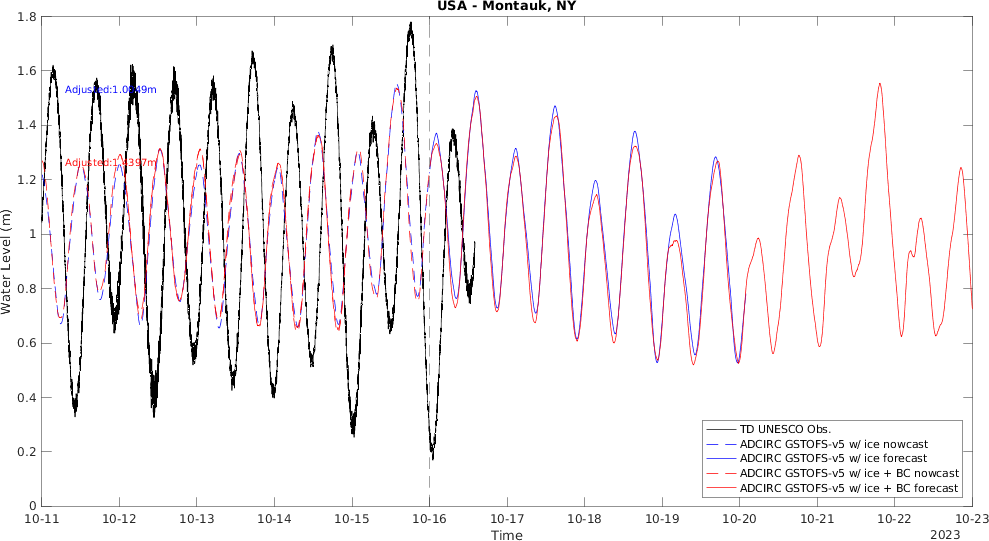 USA - Montauk, NY
1.8
1.6
1.4
1.2
1
0.8
0.6
0.4
0.2
0
Water Level (m)
TD UNESCO Obs.
ADCIRC GSTOFS-v5 w/ ice nowcast
ADCIRC GSTOFS-v5 w/ ice forecast
ADCIRC GSTOFS-v5 w/ ice + BC nowcast
ADCIRC GSTOFS-v5 w/ ice + BC forecast
10-11 10-12 10-13 10-14 10-15 10-16 10-17 10-18 10-19 10-20 10-21 10-22 10-23
Time
2023